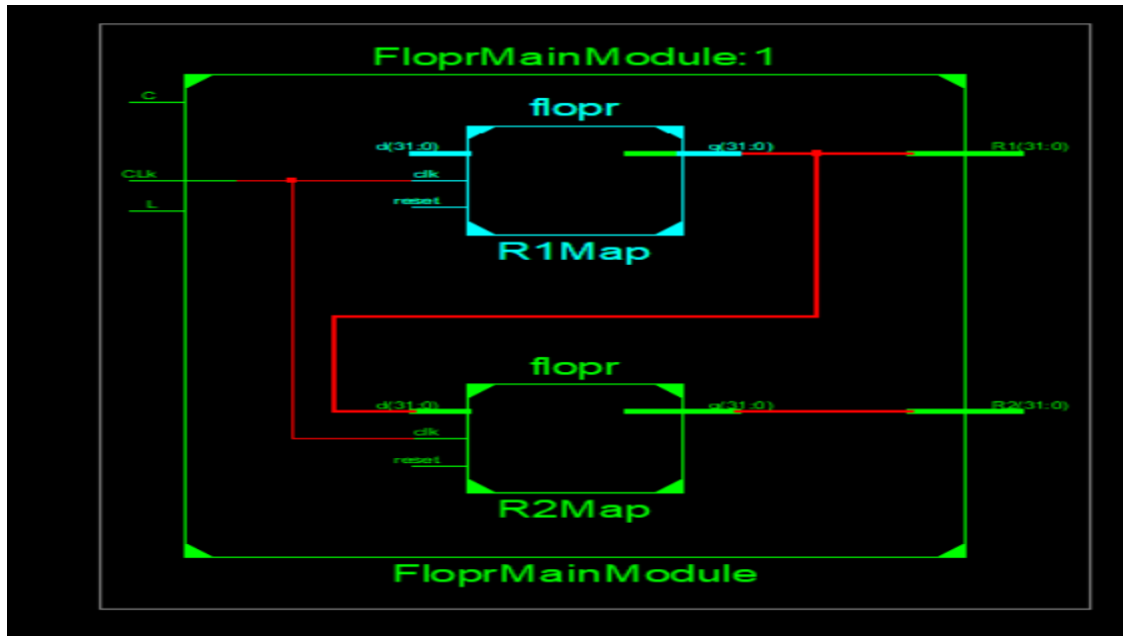 FloprMainModule:1
C
flopr
d(31:0)
q(31:0)
R1(31:0)
CLk
clk
L
reset
R1Map
flopr
d(31:0)
q(31:0)
R2(31:0)
clk
reset
R2Map
FloprMainModule